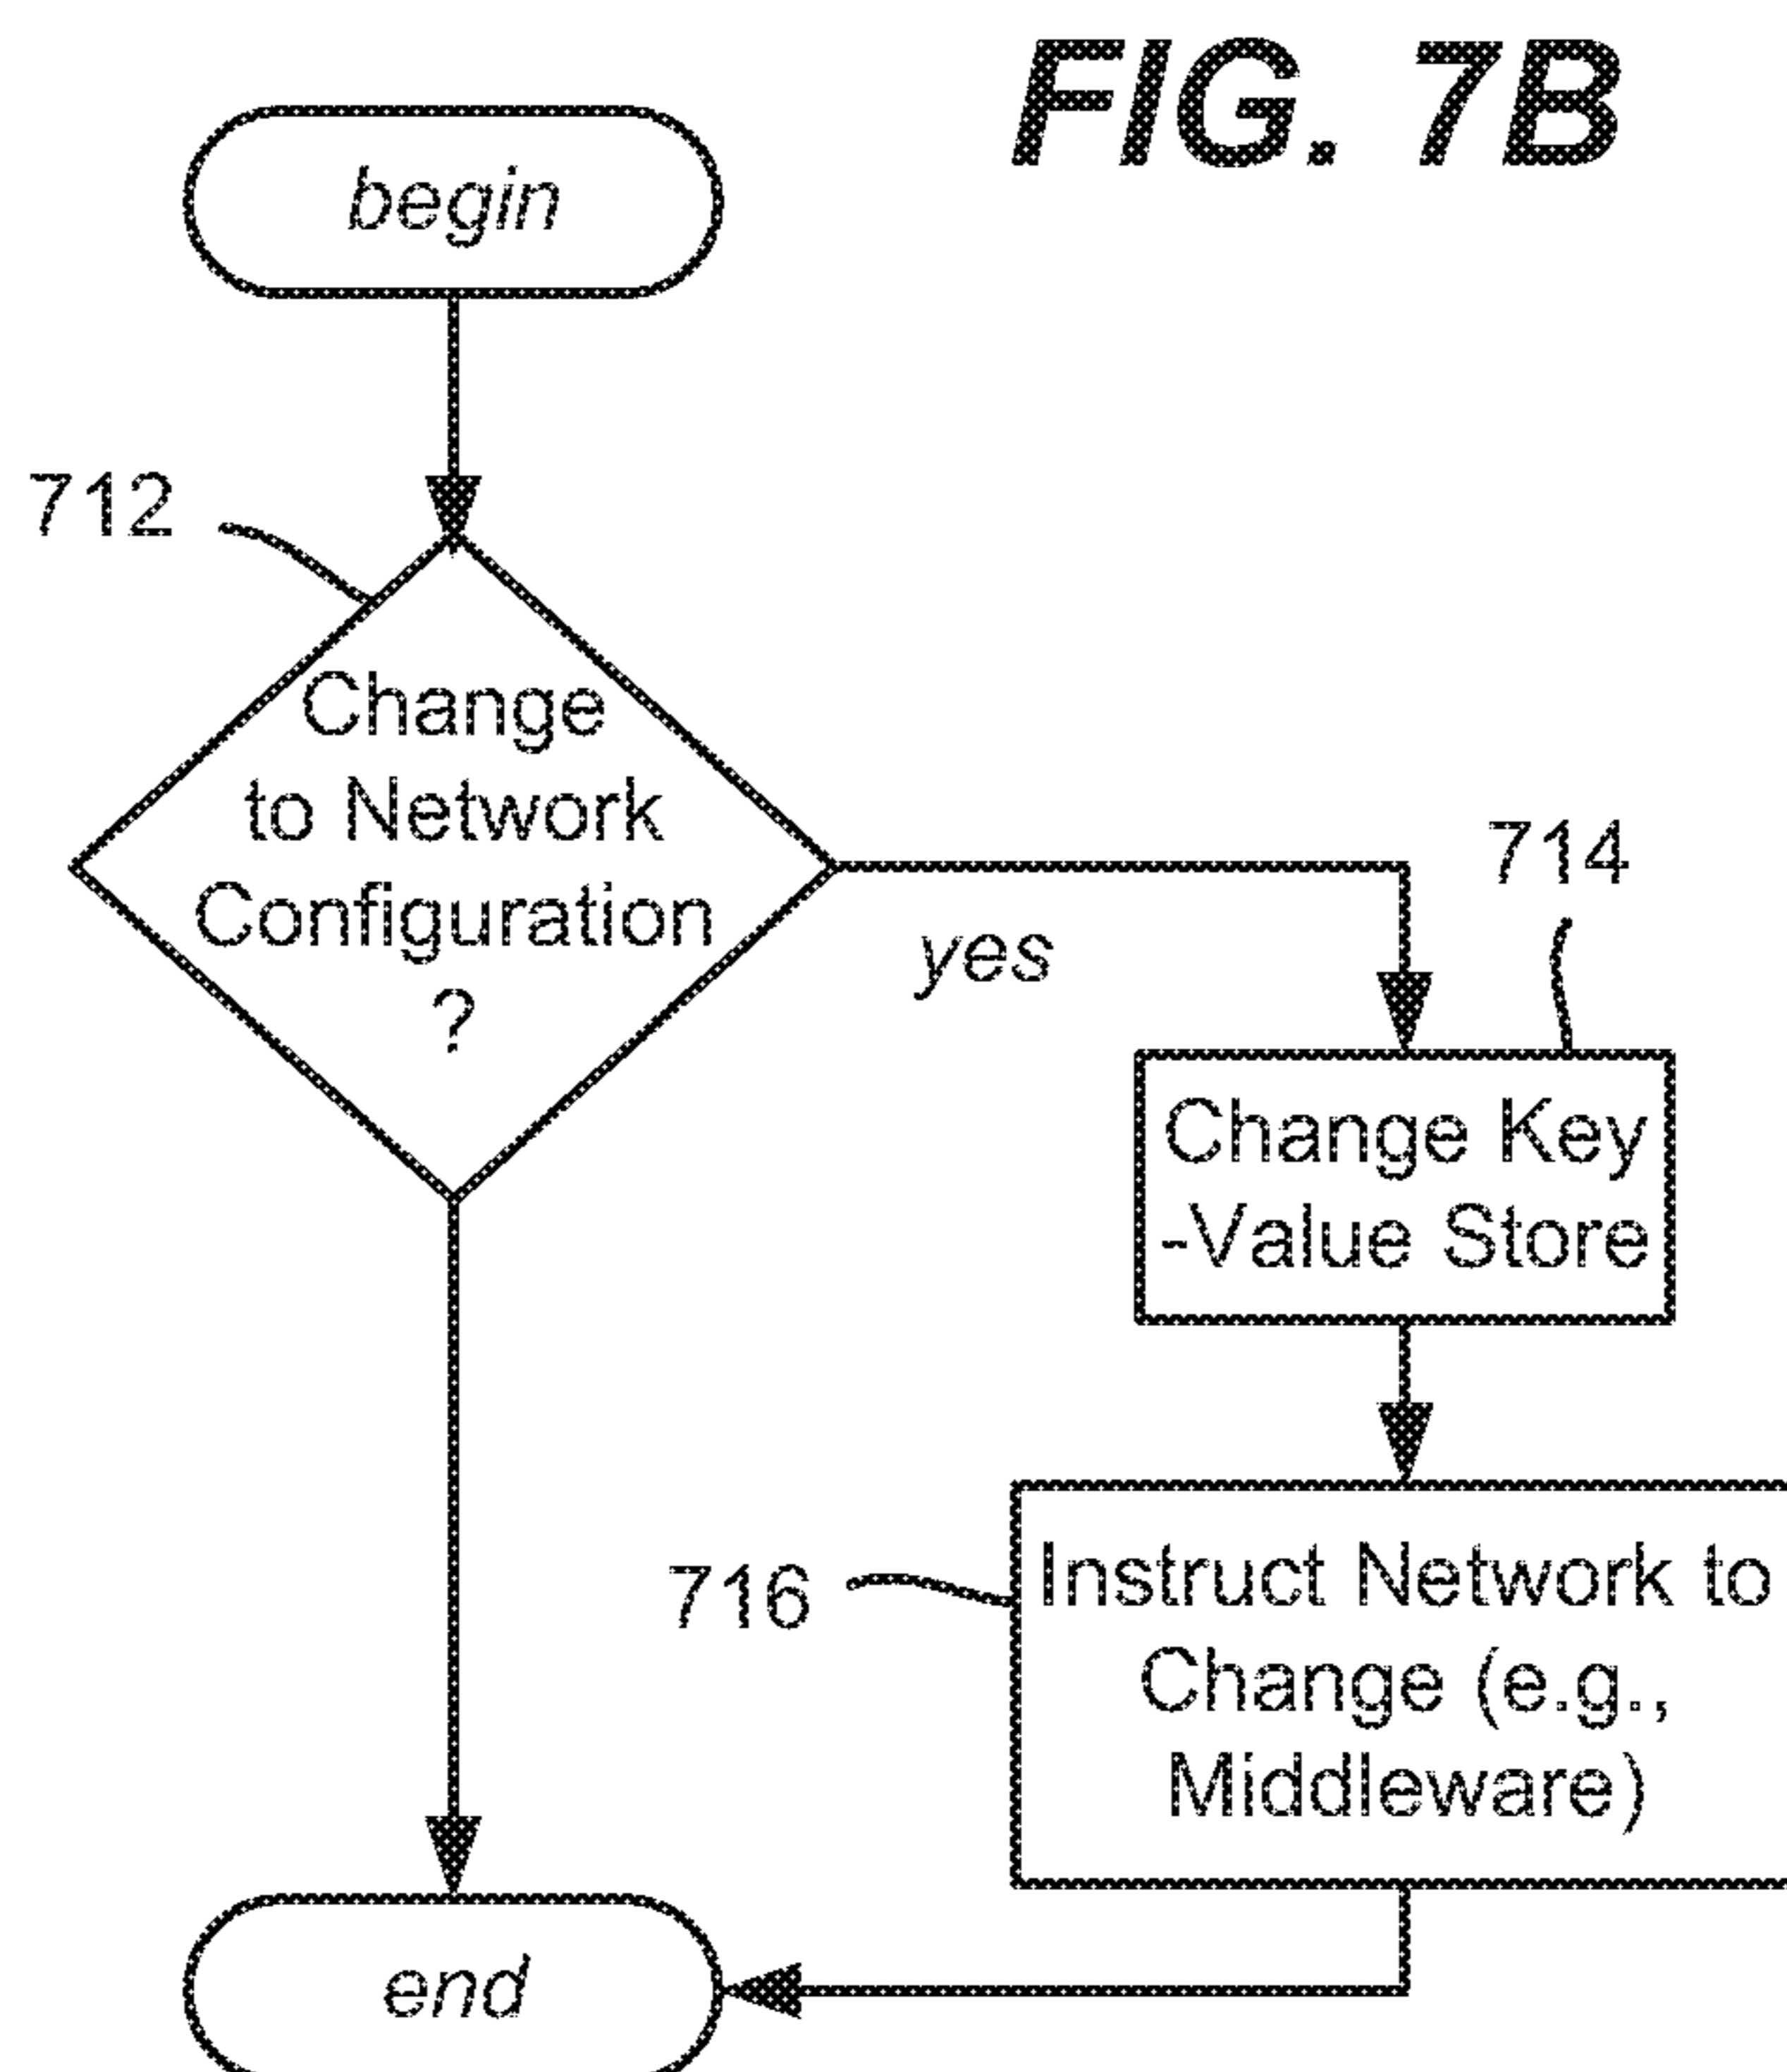 FIG. 7B
begin
712
Change
to Network
Configuration
?
yes
714
Change Key
-Value Store
716
Instruct Network to
Change (e.g.,
Middleware)
end